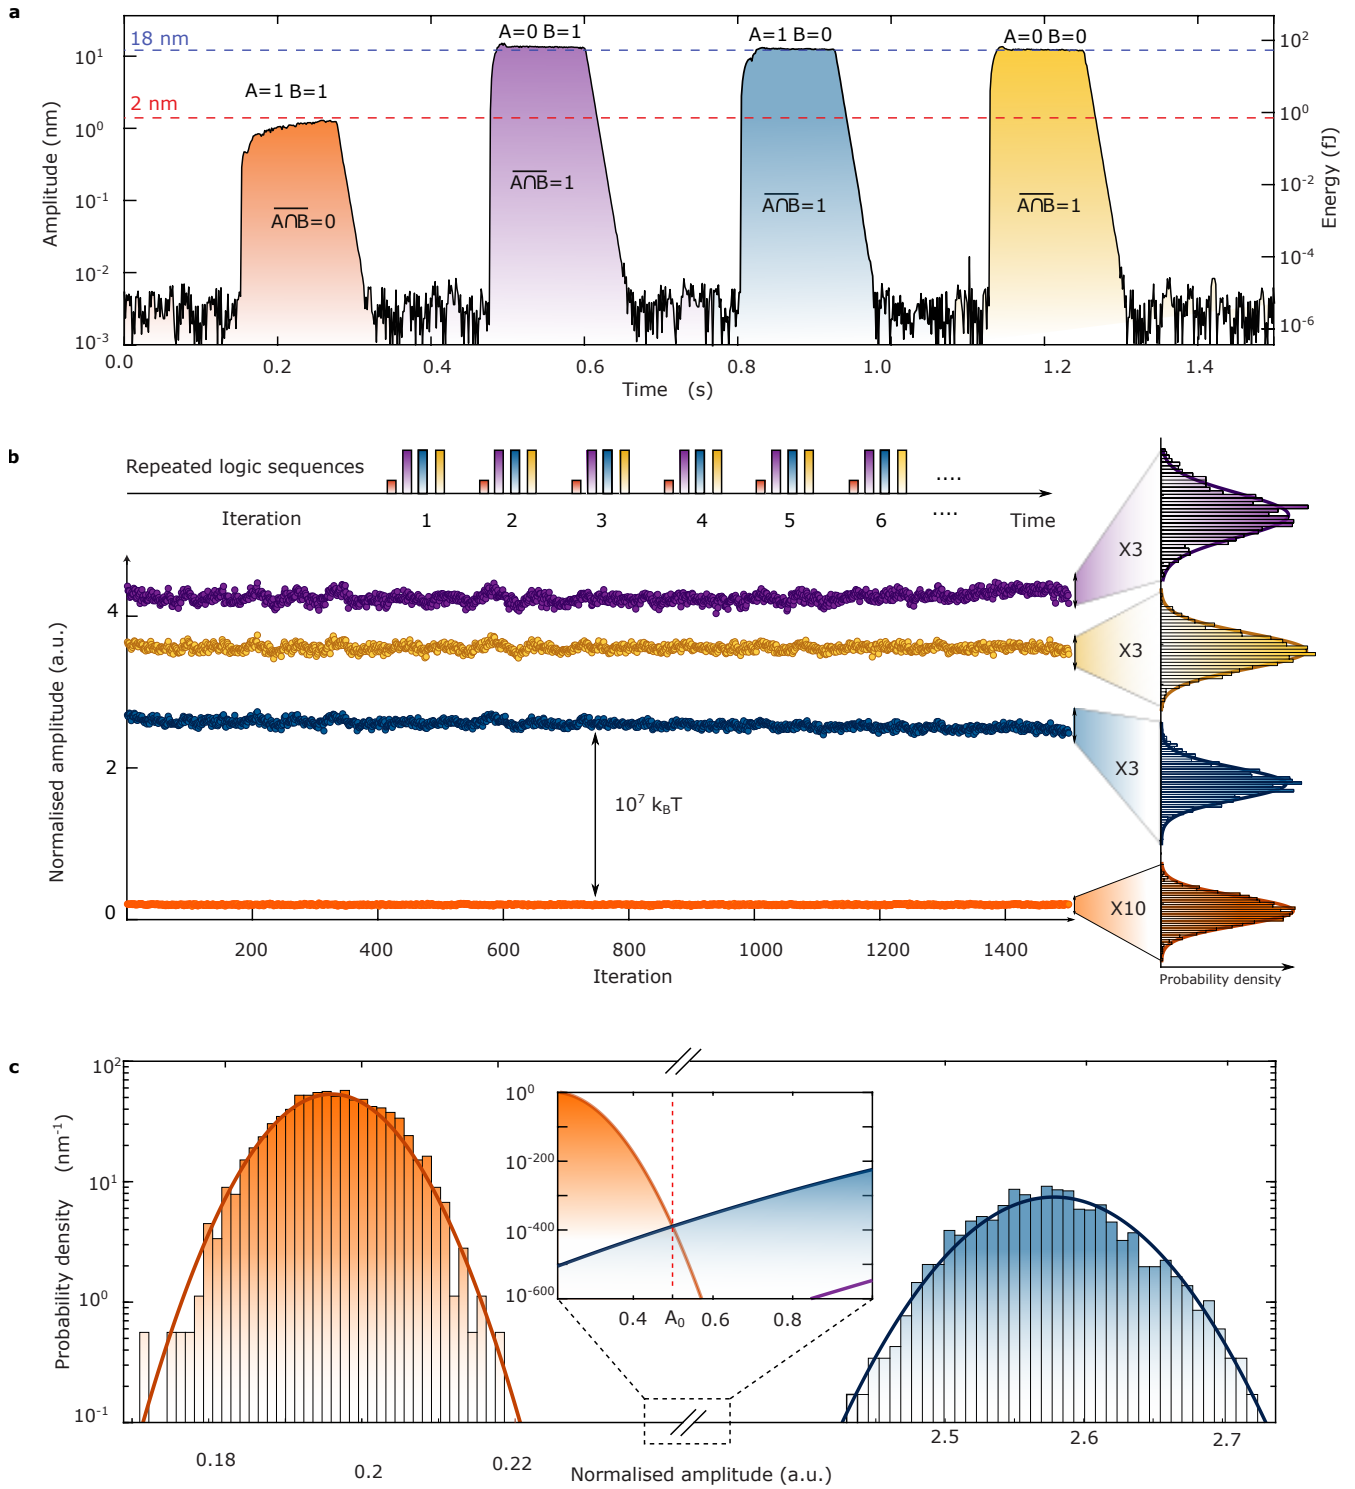 a
18 nm
2 nm
A=1 B=1
A=0 B=1
A=1 B=0
A=0 B=0
A∩B=0
A∩B=1
A∩B=1
A∩B=1
Amplitude (nm)
10¹
10⁰
10⁻¹
10⁻²
10⁻³
Energy (fJ)
10²
10⁰
10⁻²
10⁻⁴
10⁻⁶
0.0 0.2 0.4 0.6 0.8 1.0 1.2 1.4
Time (s)
b
Repeated logic sequences
....
Iteration 1 2 3 4 5 6 .... Time
Normalised amplitude (a.u.)
4
2
0
10⁷ k_BT
X3
X3
X3
X10
200 400 600 800 1000 1200 1400
Iteration
Probability density
c
Probability density (nm⁻¹)
10²
10¹
10⁰
10⁻¹
10⁰
10⁻²⁰⁰
10⁻⁴⁰⁰
10⁻⁶⁰⁰
0.4 A₀ 0.6 0.8
0.18 0.2 0.22 2.5 2.6 2.7
Normalised amplitude (a.u.)